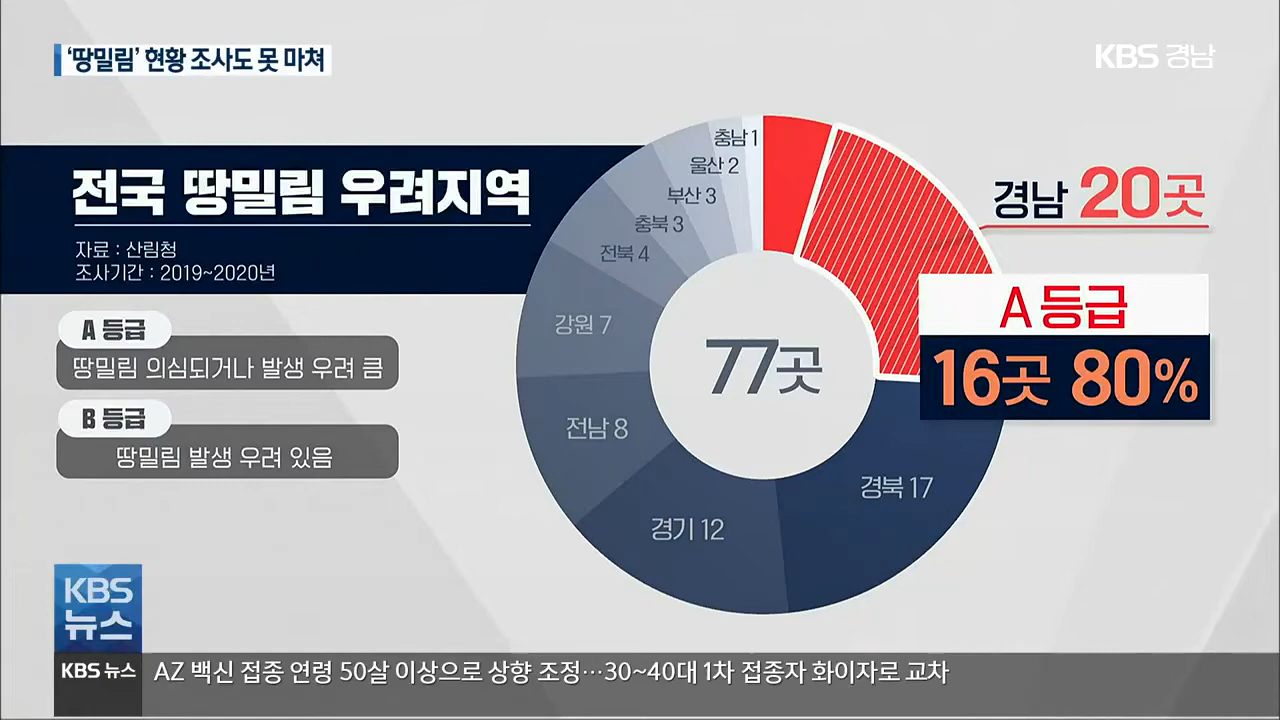 ‘땅밀림’ 현황 조사도 못 마쳐
KBS 경남
전국 땅밀림 우려지역
자료 : 산림청
조사기간 : 2019~2020년
A 등급
땅밀림 의심되거나 발생 우려 큼
B 등급
땅밀림 발생 우려 있음
충남 1
울산 2
부산 3
충북 3
전북 4
강원 7
전남 8
경기 12
경북 17
77곳
경남 20곳
A 등급
16곳 80%
KBS
뉴스
KBS 뉴스 AZ 백신 접종 연령 50살 이상으로 상향 조정…30~40대 1차 접종자 화이자로 교차